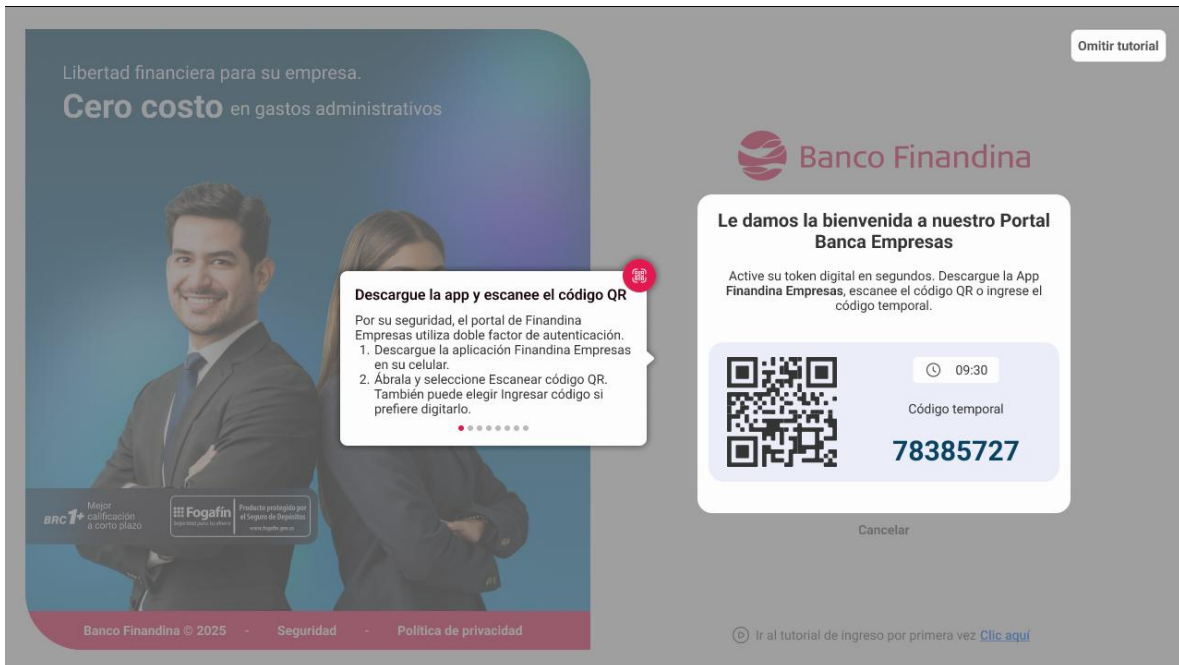 Omitir tutorial
Libertad financiera para su empresa.
Cero costo en gastos administrativos
Banco Finandina
Le damos la bienvenida a nuestro Portal
Banca Empresas
Active su token digital en segundos. Descargue la App
Finandina Empresas, escanee el código QR o ingrese el
código temporal.
Descargue la app y escanee el código QR
Por su seguridad, el portal de Finandina
Empresas utiliza doble factor de autenticación.
1. Descargue la aplicación Finandina Empresas
en su celular.
2. Ábrala y seleccione Escanear código QR.
También puede elegir Ingresar código si
prefiere digitarlo.
09:30
Código temporal
78385727
BRC 1+ Mejor
calificación
a corto plazo
Fogafín
Producto protegido por
el Seguro de Depósitos
www.fogafin.gov.co
Cancelar
Banco Finandina © 2025 - Seguridad - Política de privacidad
Ir al tutorial de ingreso por primera vez Clic aquí